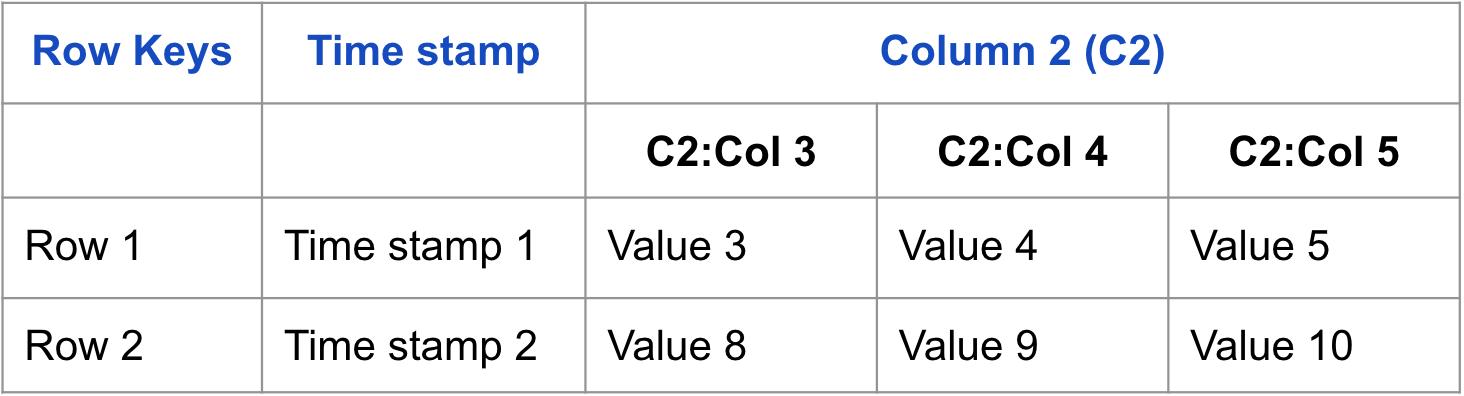 Row Keys Time stamp Column 2 (C2)
C2:Col 3 C2:Col 4 C2:Col 5
Row 1 Time stamp 1 Value 3 Value 4 Value 5
Row 2 Time stamp 2 Value 8 Value 9 Value 10